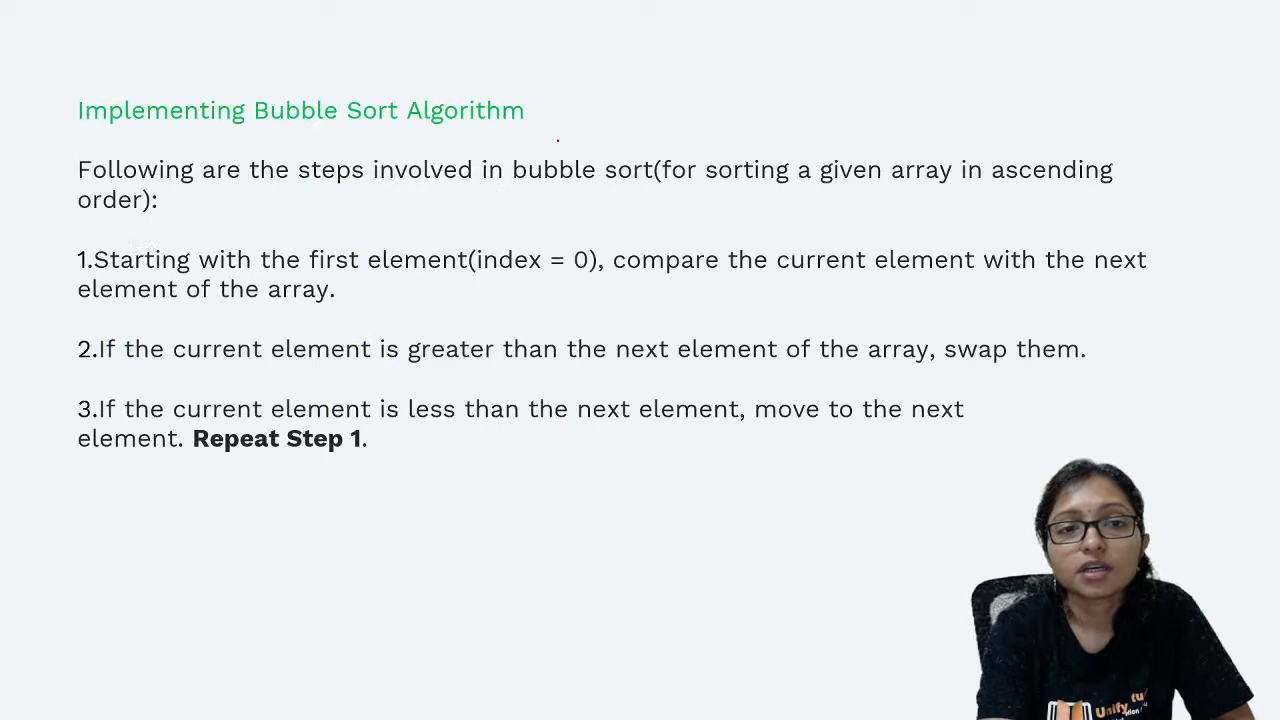 Implementing Bubble Sort Algorithm
Following are the steps involved in bubble sort(for sorting a given array in ascending
order):
1.Starting with the first element(index = 0), compare the current element with the next
element of the array.
2.If the current element is greater than the next element of the array, swap them.
3.If the current element is less than the next element, move to the next
element. Repeat Step 1.
Unify